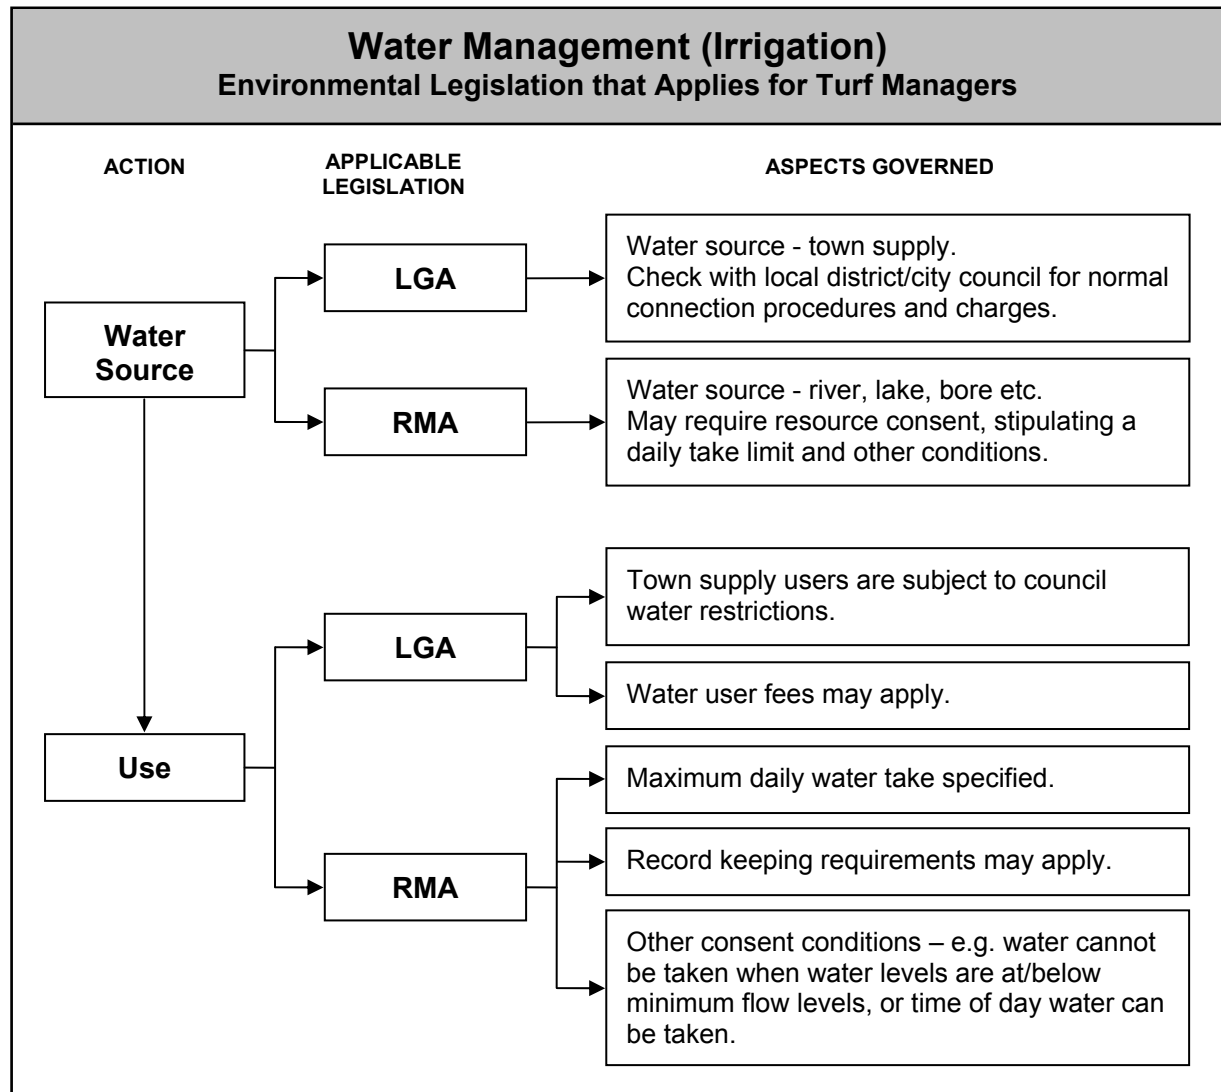 Water Management (Irrigation)
Environmental Legislation that Applies for Turf Managers
ACTION
APPLICABLE
LEGISLATION
ASPECTS GOVERNED
Water
Source
LGA
Water source - town supply.
Check with local district/city council for normal
connection procedures and charges.
RMA
Water source - river, lake, bore etc.
May require resource consent, stipulating a
daily take limit and other conditions.
Use
LGA
Town supply users are subject to council
water restrictions.
Water user fees may apply.
RMA
Maximum daily water take specified.
Record keeping requirements may apply.
Other consent conditions – e.g. water cannot
be taken when water levels are at/below
minimum flow levels, or time of day water can
be taken.